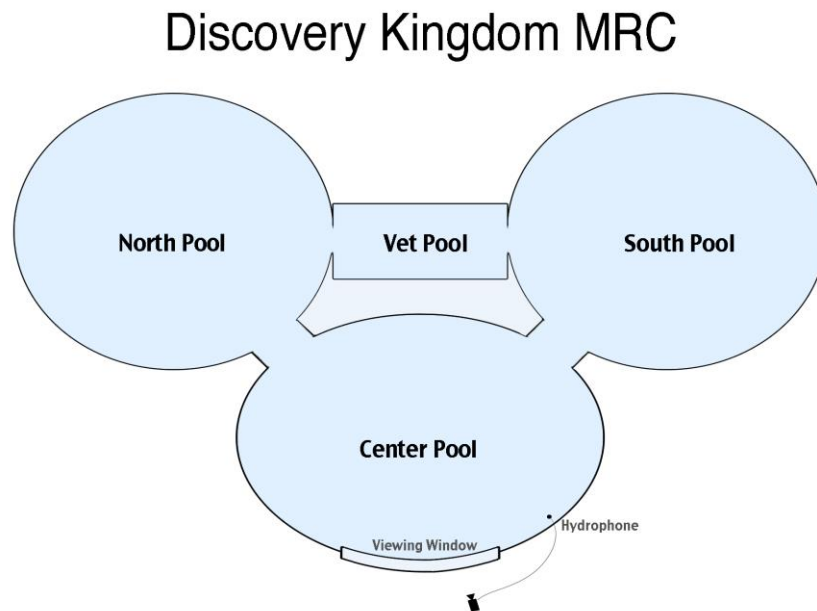 Discovery Kingdom MRC
North Pool
Vet Pool
South Pool
Center Pool
Hydrophone
Viewing Window